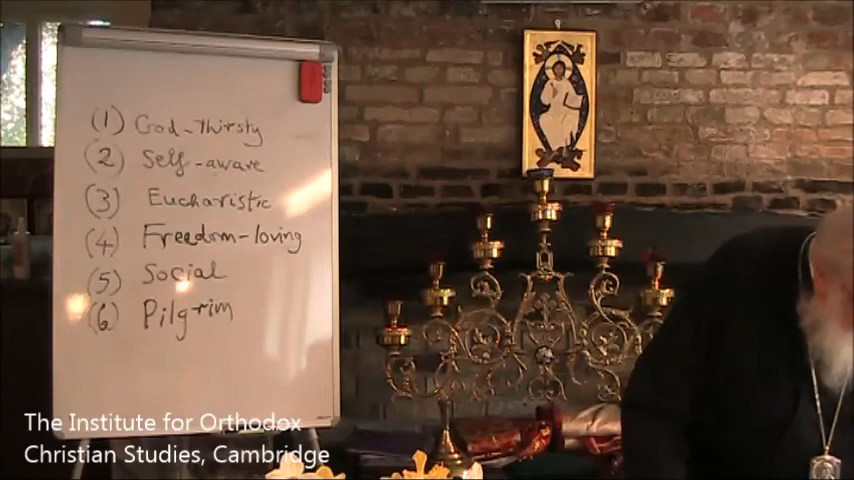 (1) God-thirsty
(2) Self-aware
(3) Eucharistic
(4) Freedom-loving
(5) Social
(6) Pilgrim
The Institute for Orthodox
Christian Studies, Cambridge